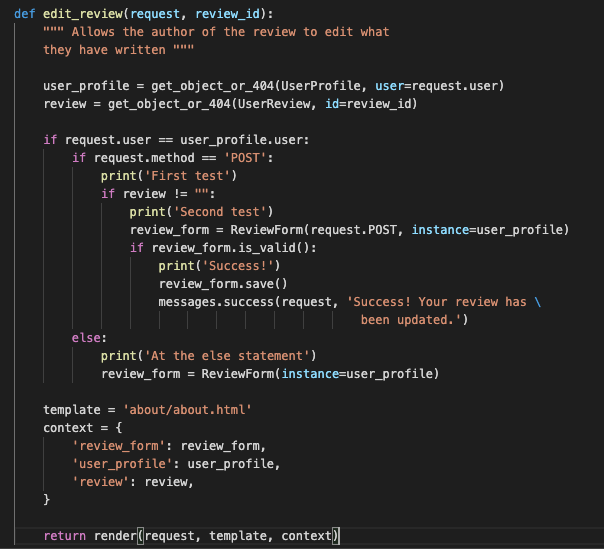 def edit_review(request, review_id):
    """ Allows the author of the review to edit what
    they have written """

    user_profile = get_object_or_404(UserProfile, user=request.user)
    review = get_object_or_404(UserReview, id=review_id)

    if request.user == user_profile.user:
        if request.method == 'POST':
            print('First test')
            if review != "":
                print('Second test')
                review_form = ReviewForm(request.POST, instance=user_profile)
                if review_form.is_valid():
                    print('Success!')
                    review_form.save()
                    messages.success(request, 'Success! Your review has \
                                                been updated.')
        else:
            print('At the else statement')
            review_form = ReviewForm(instance=user_profile)

    template = 'about/about.html'
    context = {
        'review_form': review_form,
        'user_profile': user_profile,
        'review': review,
    }

    return render(request, template, context)